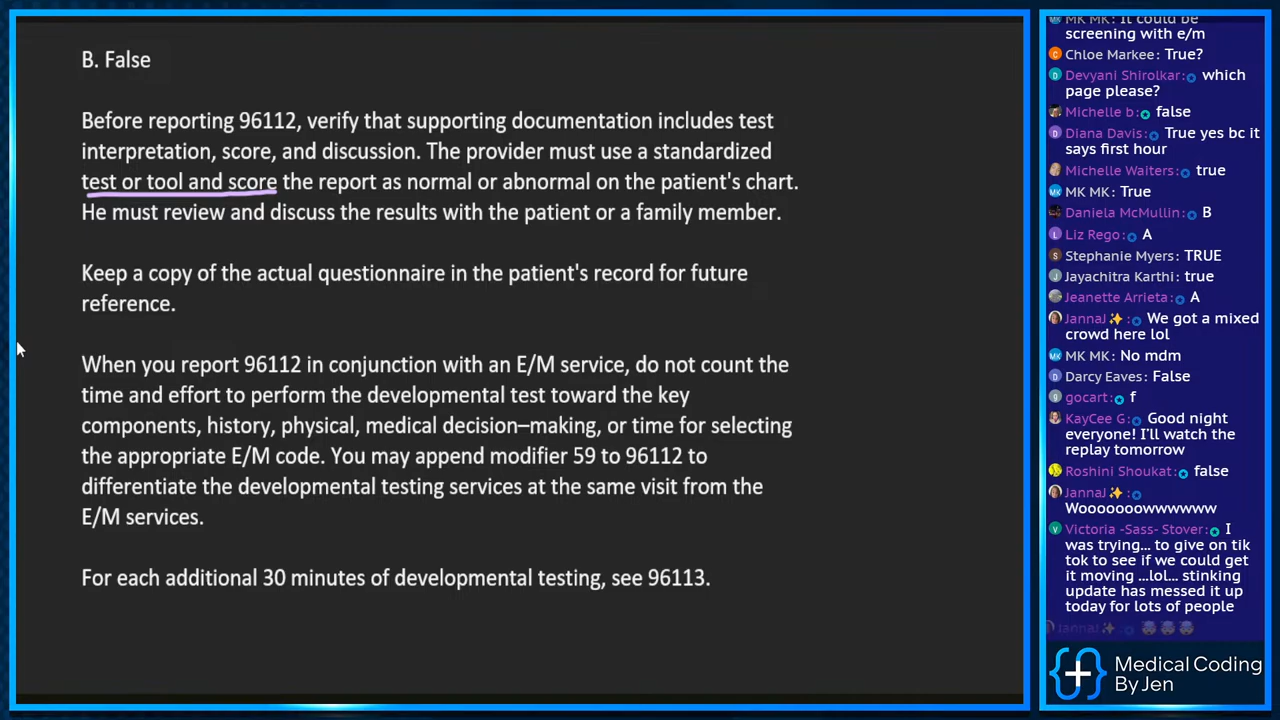 B. False
Before reporting 96112, verify that supporting documentation includes test
interpretation, score, and discussion. The provider must use a standardized
test or tool and score the report as normal or abnormal on the patient's chart.
He must review and discuss the results with the patient or a family member.
Keep a copy of the actual questionnaire in the patient's record for future
reference.
When you report 96112 in conjunction with an E/M service, do not count the
time and effort to perform the developmental test toward the key
components, history, physical, medical decision–making, or time for selecting
the appropriate E/M code. You may append modifier 59 to 96112 to
differentiate the developmental testing services at the same visit from the
E/M services.
For each additional 30 minutes of developmental testing, see 96113.
MK MK: It could be
screening with e/m
Chloe Markee: True?
Devyani Shirolkar: which
page please?
Michelle b: false
Diana Davis: True yes bc it
says first hour
Michelle Waiters: true
MK MK: True
Daniela McMullin: B
Liz Rego: A
Stephanie Myers: TRUE
Jayachitra Karthi: true
Jeanette Arrieta: A
JannaJ✨: We got a mixed
crowd here lol
MK MK: No mdm
Darcy Eaves: False
gocart: f
KayCee G: Good night
everyone! I'll watch the
replay tomorrow
Roshini Shoukat: false
JannaJ✨:
Wooooooowwwwww
Victoria -Sass- Stover: I
was trying... to give on tik
tok to see if we could get
it moving ...lol... stinking
update has messed it up
today for lots of people
JannaJ✨: 🤯🤯🤯
Medical Coding
By Jen